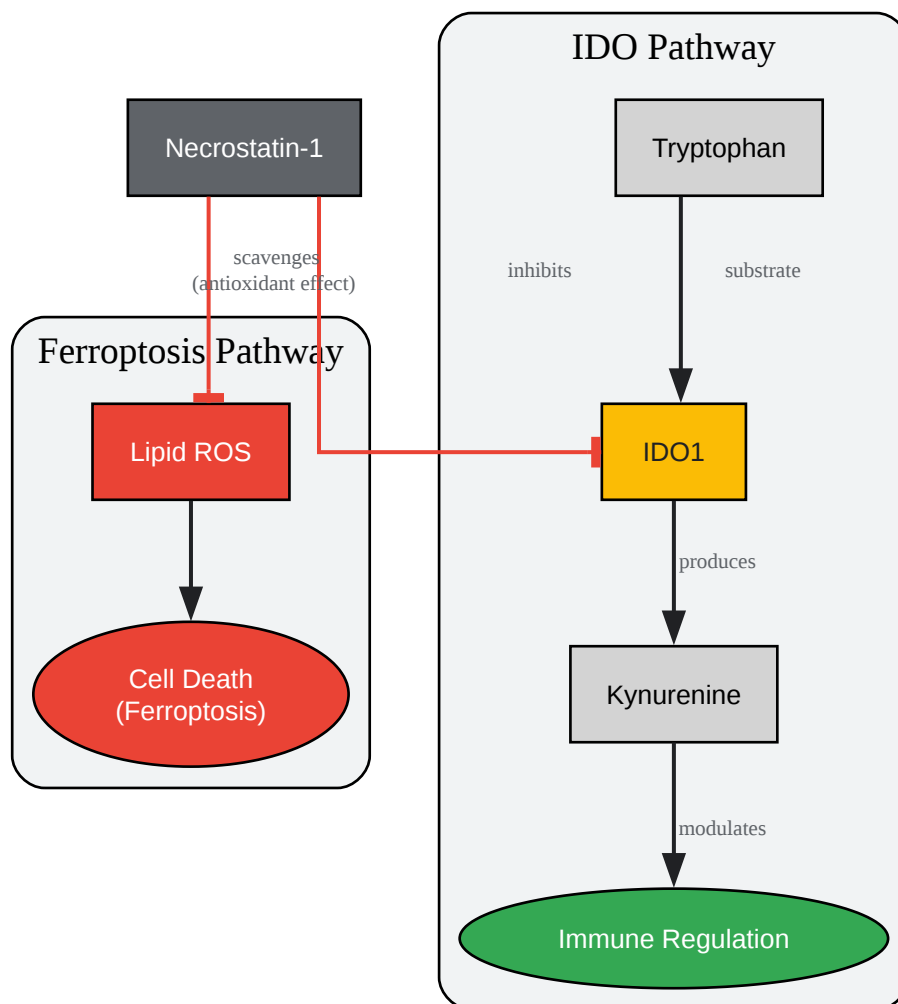 IDO Pathway
Necrostatin-1
Tryptophan
scavenges
(antioxidant effect)
inhibits
substrate
Ferroptosis Pathway
Lipid ROS
IDO1
produces
Cell Death
(Ferroptosis)
Kynurenine
modulates
Immune Regulation